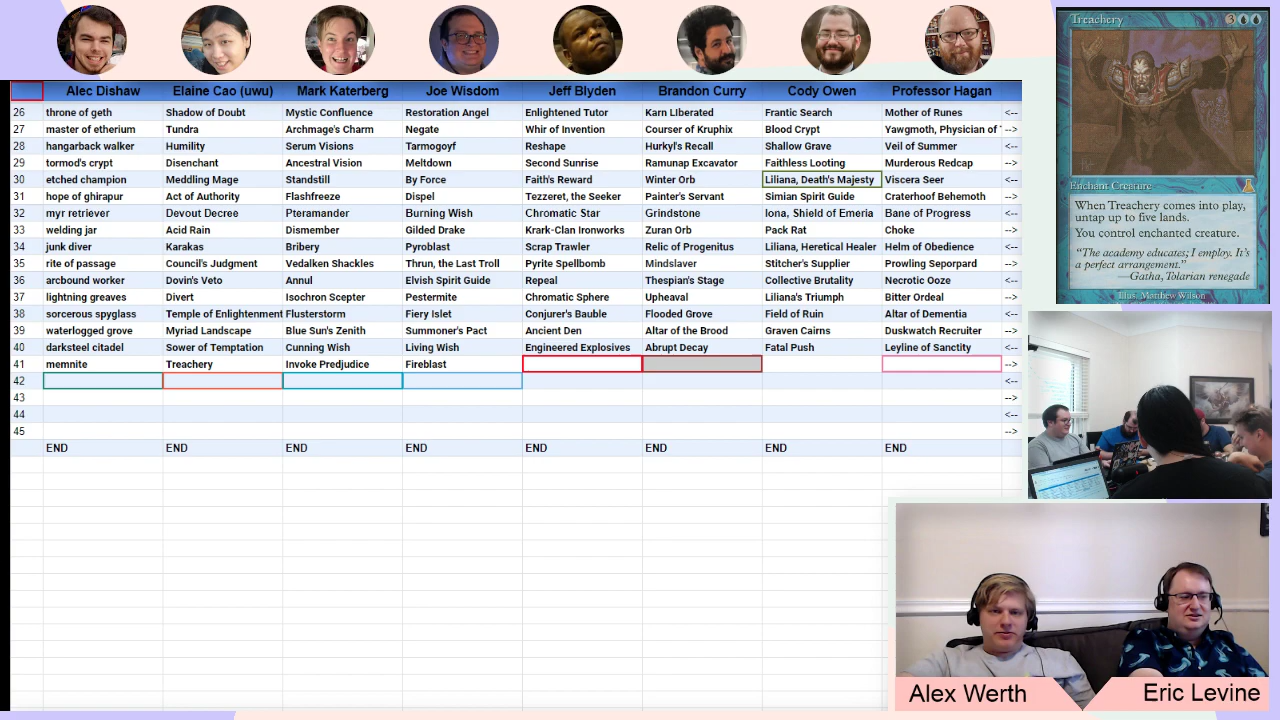 Alec Dishaw Elaine Cao (uwu) Mark Katerberg Joe Wisdom Jeff Blyden Brandon Curry Cody Owen Professor Hagan
26 throne of geth Shadow of Doubt Mystic Confluence Restoration Angel Enlightened Tutor Karn LIberated Frantic Search Mother of Runes <--
27 master of etherium Tundra Archmage's Charm Negate Whir of Invention Courser of Kruphix Blood Crypt Yawgmoth, Physician of -->
28 hangarback walker Humility Serum Visions Tarmogoyf Reshape Hurkyl's Recall Shallow Grave Veil of Summer <--
29 tormod's crypt Disenchant Ancestral Vision Meltdown Second Sunrise Ramunap Excavator Faithless Looting Murderous Redcap -->
30 etched champion Meddling Mage Standstill By Force Faith's Reward Winter Orb Liliana, Death's Majesty Viscera Seer <--
31 hope of ghirapur Act of Authority Flashfreeze Dispel Tezzeret, the Seeker Painter's Servant Simian Spirit Guide Craterhoof Behemoth -->
32 myr retriever Devout Decree Pteramander Burning Wish Chromatic Star Grindstone Iona, Shield of Emeria Bane of Progress <--
33 welding jar Acid Rain Dismember Gilded Drake Krark-Clan Ironworks Zuran Orb Pack Rat Choke -->
34 junk diver Karakas Bribery Pyroblast Scrap Trawler Relic of Progenitus Liliana, Heretical Healer Helm of Obedience <--
35 rite of passage Council's Judgment Vedalken Shackles Thrun, the Last Troll Pyrite Spellbomb Mindslaver Stitcher's Supplier Prowling Seporpard -->
36 arcbound worker Dovin's Veto Annul Elvish Spirit Guide Repeal Thespian's Stage Collective Brutality Necrotic Ooze <--
37 lightning greaves Divert Isochron Scepter Pestermite Chromatic Sphere Upheaval Liliana's Triumph Bitter Ordeal -->
38 sorcerous spyglass Temple of Enlightenment Flusterstorm Fiery Islet Conjurer's Bauble Flooded Grove Field of Ruin Altar of Dementia <--
39 waterlogged grove Myriad Landscape Blue Sun's Zenith Summoner's Pact Ancient Den Altar of the Brood Graven Cairns Duskwatch Recruiter -->
40 darksteel citadel Sower of Temptation Cunning Wish Living Wish Engineered Explosives Abrupt Decay Fatal Push Leyline of Sanctity <--
41 memnite Treachery Invoke Predjudice Fireblast -->
42 <--
43 -->
44 <--
45 -->
END END END END END END END END
Treachery 3
Enchant Creature
When Treachery comes into play,
untap up to five lands.
You control enchanted creature.
"The academy educates; I employ. It's
a perfect arrangement."
—Gatha, Tolarian renegade
Illus. Matthew Wilson
Alex Werth
Eric Levine